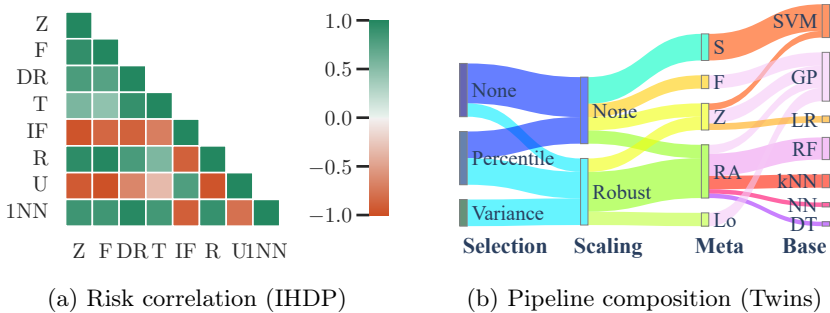 Z
F
DR
T
IF
R
U
1NN
Z F DR T IF R U 1NN
1.0
0.5
0.0
−0.5
−1.0
(a) Risk correlation (IHDP)
None
Percentile
Variance
None
Robust
S
F
Z
RA
Lo
SVM
GP
LR
RF
kNN
NN
DT
Selection Scaling Meta Base
(b) Pipeline composition (Twins)